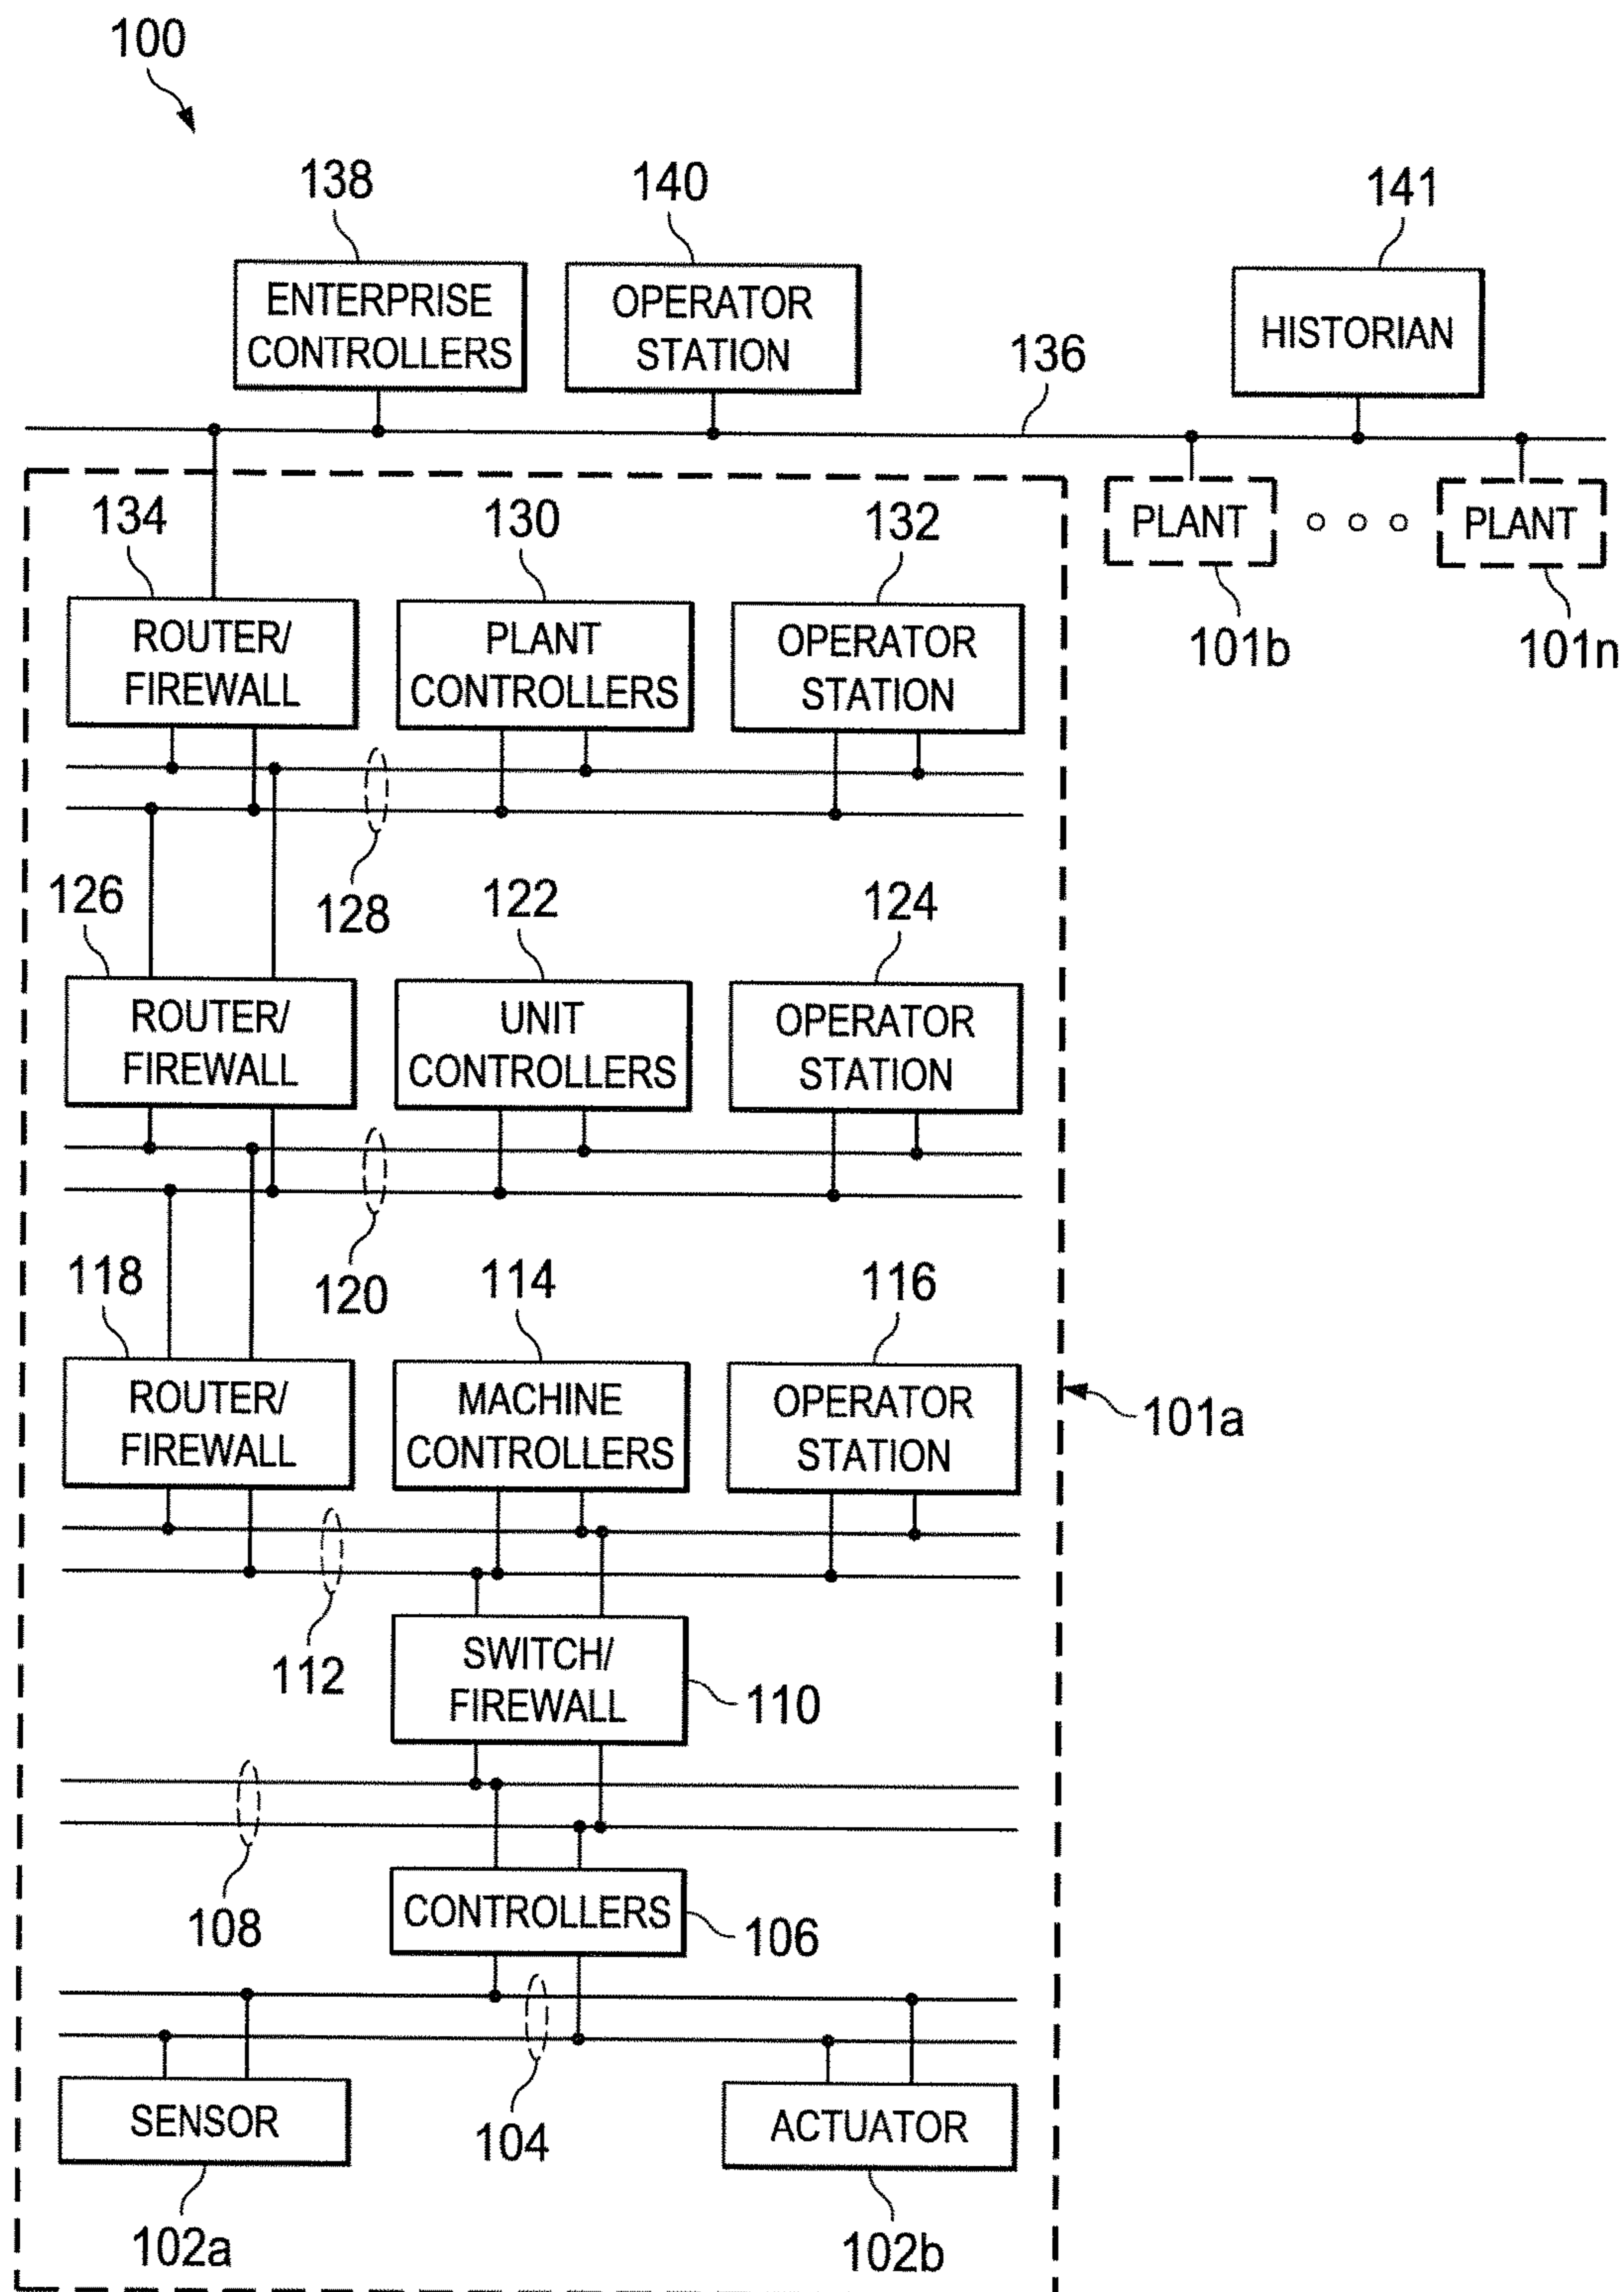 100
138
140
141
ENTERPRISE
CONTROLLERS
OPERATOR
STATION
HISTORIAN
136
134
130
132
PLANT
PLANT
101b
101n
ROUTER/
FIREWALL
PLANT
CONTROLLERS
OPERATOR
STATION
128
126
122
124
ROUTER/
FIREWALL
UNIT
CONTROLLERS
OPERATOR
STATION
120
118
114
116
ROUTER/
FIREWALL
MACHINE
CONTROLLERS
OPERATOR
STATION
101a
112
SWITCH/
FIREWALL
110
108
CONTROLLERS
106
104
SENSOR
ACTUATOR
102a
102b